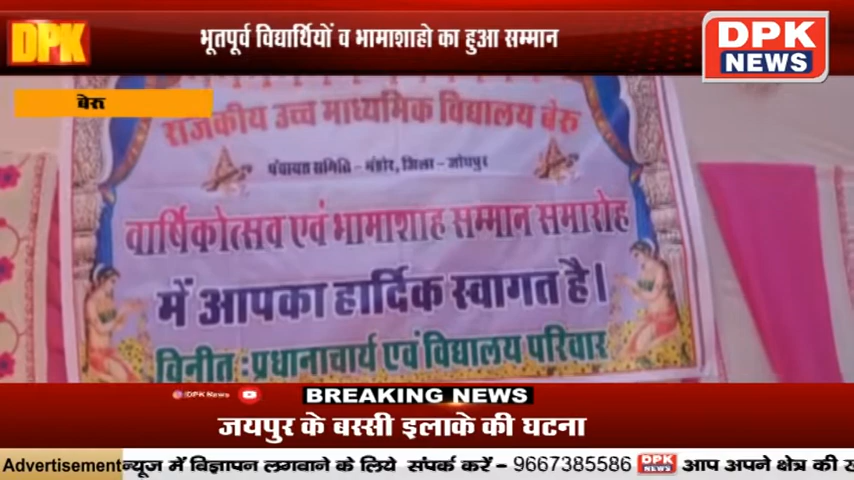 DPK
भूतपूर्व विद्यार्थियों व भामाशाहो का हुआ सम्मान
DPK
NEWS
बेरू
राजकीय उच्च माध्यमिक विद्यालय बेरू
पंचायत समिति - मंडोर, जिला - जोधपुर
वार्षिकोत्सव एवं भामाशाह सम्मान समारोह
में आपका हार्दिक स्वागत है।
विनीत : प्रधानाचार्य एवं विद्यालय परिवार
DPK News
BREAKING NEWS
जयपुर के बस्सी इलाके की घटना
Advertisement न्यूज में विज्ञापन लगवाने के लिये संपर्क करें - 9667385586 DPK NEWS आप अपने क्षेत्र की